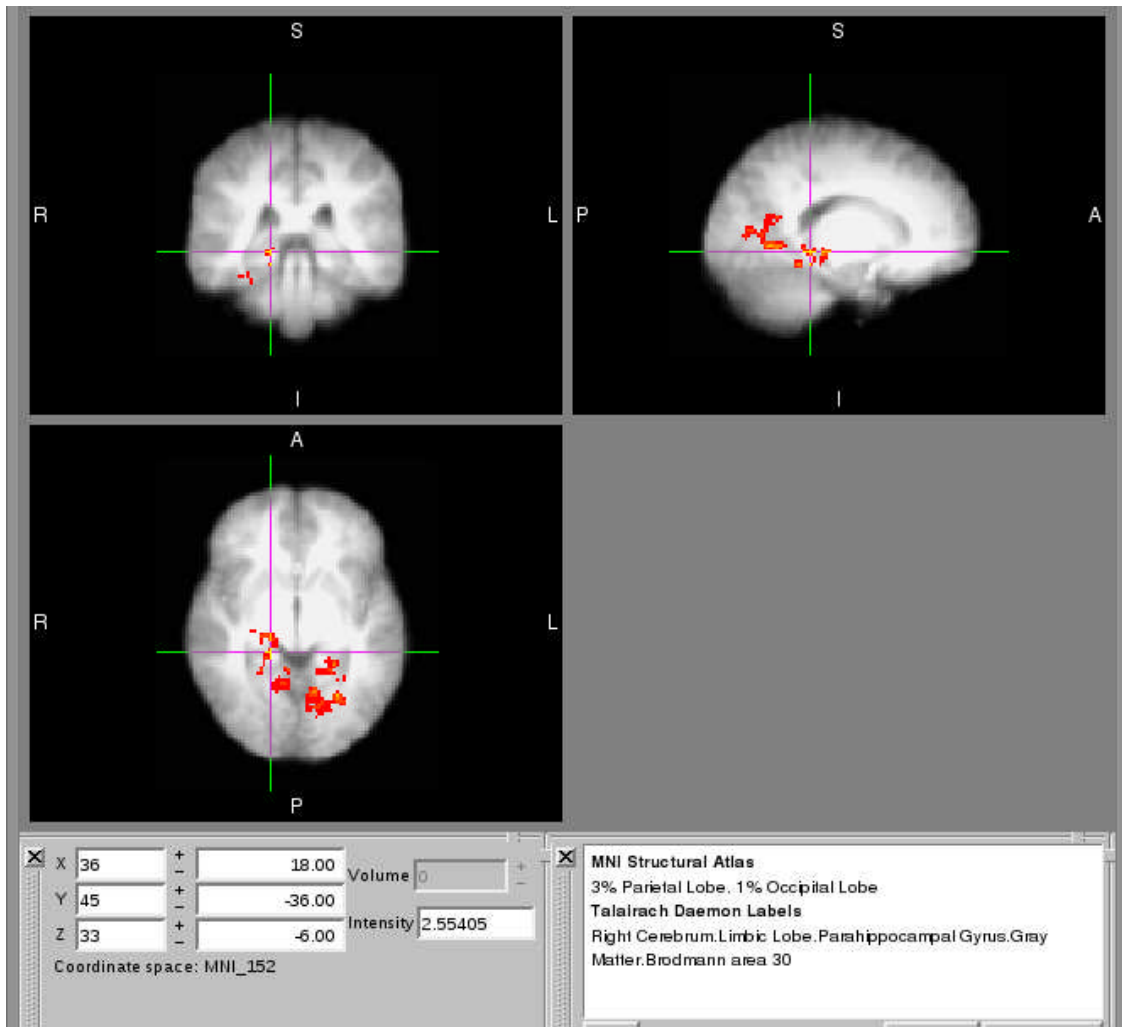 S
R
L
I
S
P
A
I
A
R
L
P
X 36 + - 18.00
Y 45 + - -36.00
Z 33 + - -6.00
Volume 0 + -
Intensity 2.55405
Coordinate space: MNI_152
MNI Structural Atlas
3% Parietal Lobe, 1% Occipital Lobe
Talairach Daemon Labels
Right Cerebrum.Limbic Lobe.Parahippocampal Gyrus.Gray
Matter.Brodmann area 30